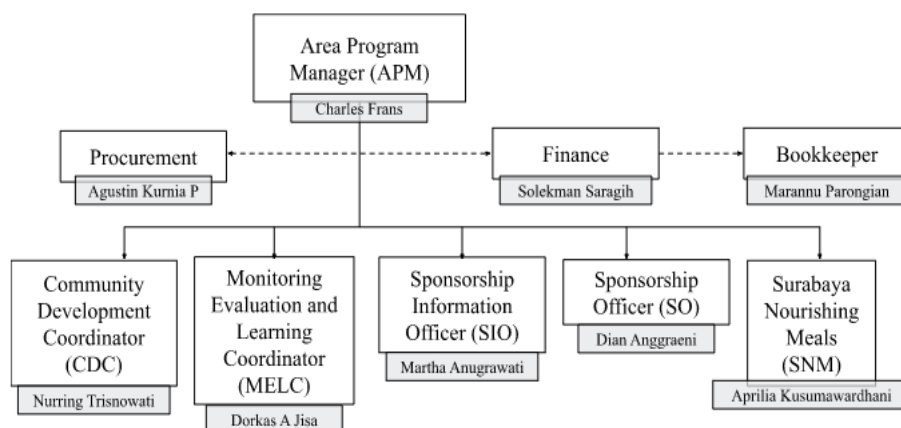 Area Program
Manager (APM)
Charles Frans
Procurement
Agustin Kurnia P
Finance
Solekman Saragih
Bookkeeper
Marannu Parongian
Community
Development
Coordinator
(CDC)
Nurring Trisnowati
Monitoring
Evaluation and
Learning
Coordinator
(MELC)
Dorkas A Jisa
Sponsorship
Information
Officer (SIO)
Martha Anugrawati
Sponsorship
Officer (SO)
Dian Anggraeni
Surabaya
Nourishing
Meals
(SNM)
Aprilia Kusumawardhani